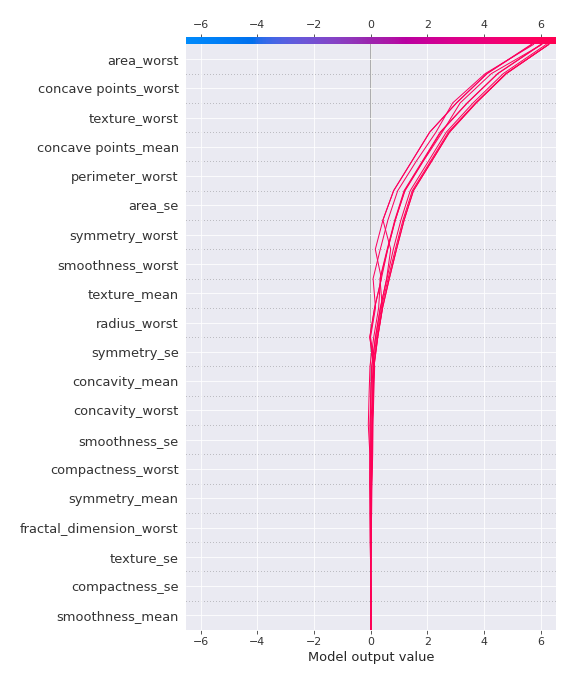 −6 −4 −2 0 2 4 6
area_worst
concave points_worst
texture_worst
concave points_mean
perimeter_worst
area_se
symmetry_worst
smoothness_worst
texture_mean
radius_worst
symmetry_se
concavity_mean
concavity_worst
smoothness_se
compactness_worst
symmetry_mean
fractal_dimension_worst
texture_se
compactness_se
smoothness_mean
−6 −4 −2 0 2 4 6
Model output value